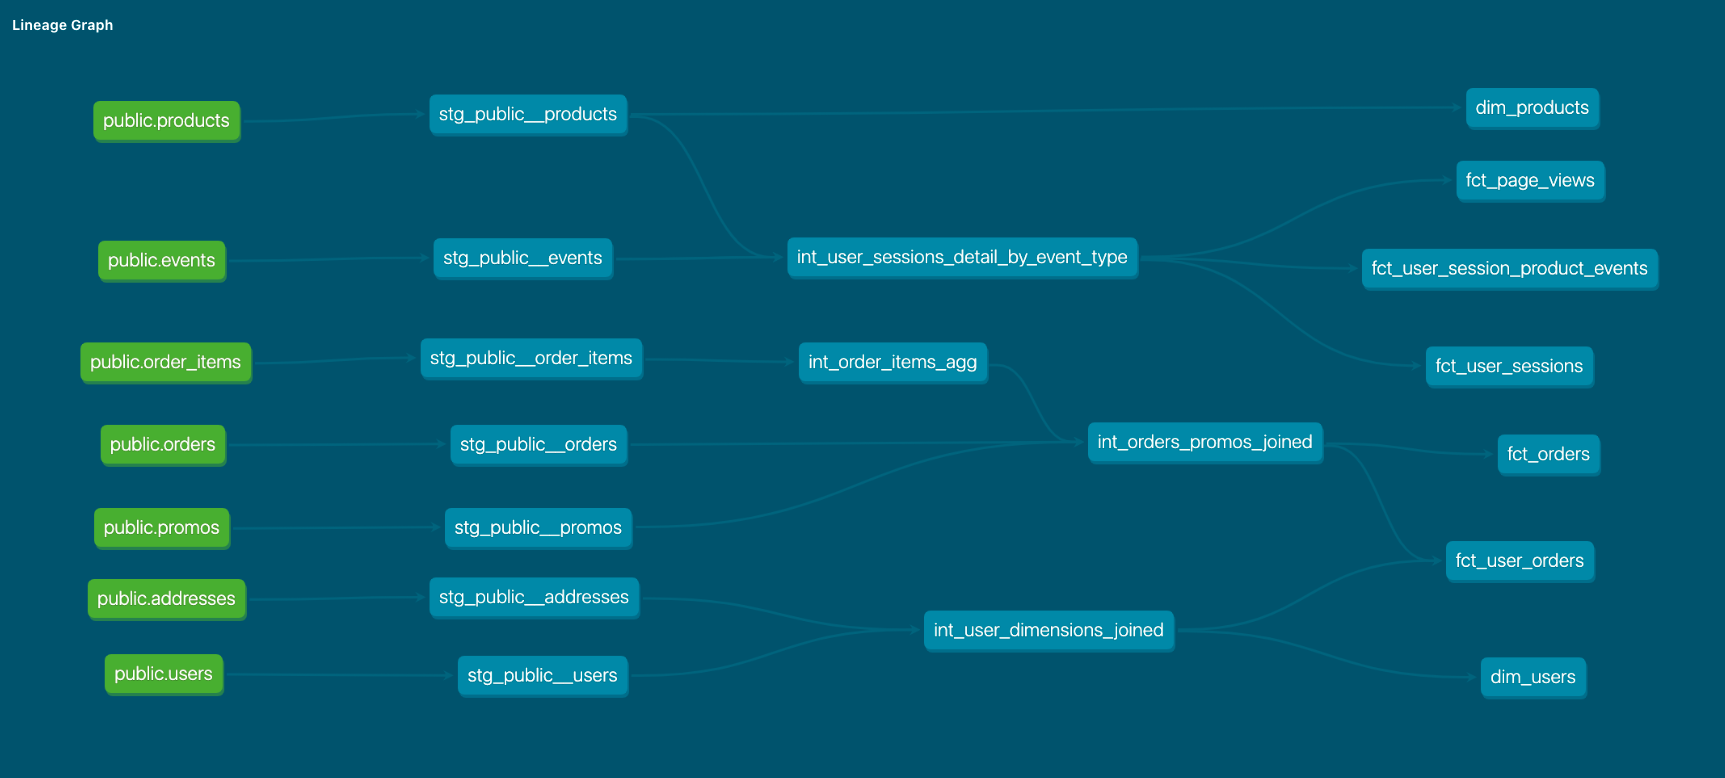 Lineage Graph
public.products
stg_public__products
dim_products
fct_page_views
public.events
stg_public__events
int_user_sessions_detail_by_event_type
fct_user_session_product_events
public.order_items
stg_public__order_items
int_order_items_agg
fct_user_sessions
public.orders
stg_public__orders
int_orders_promos_joined
fct_orders
public.promos
stg_public__promos
fct_user_orders
public.addresses
stg_public__addresses
int_user_dimensions_joined
public.users
stg_public__users
dim_users